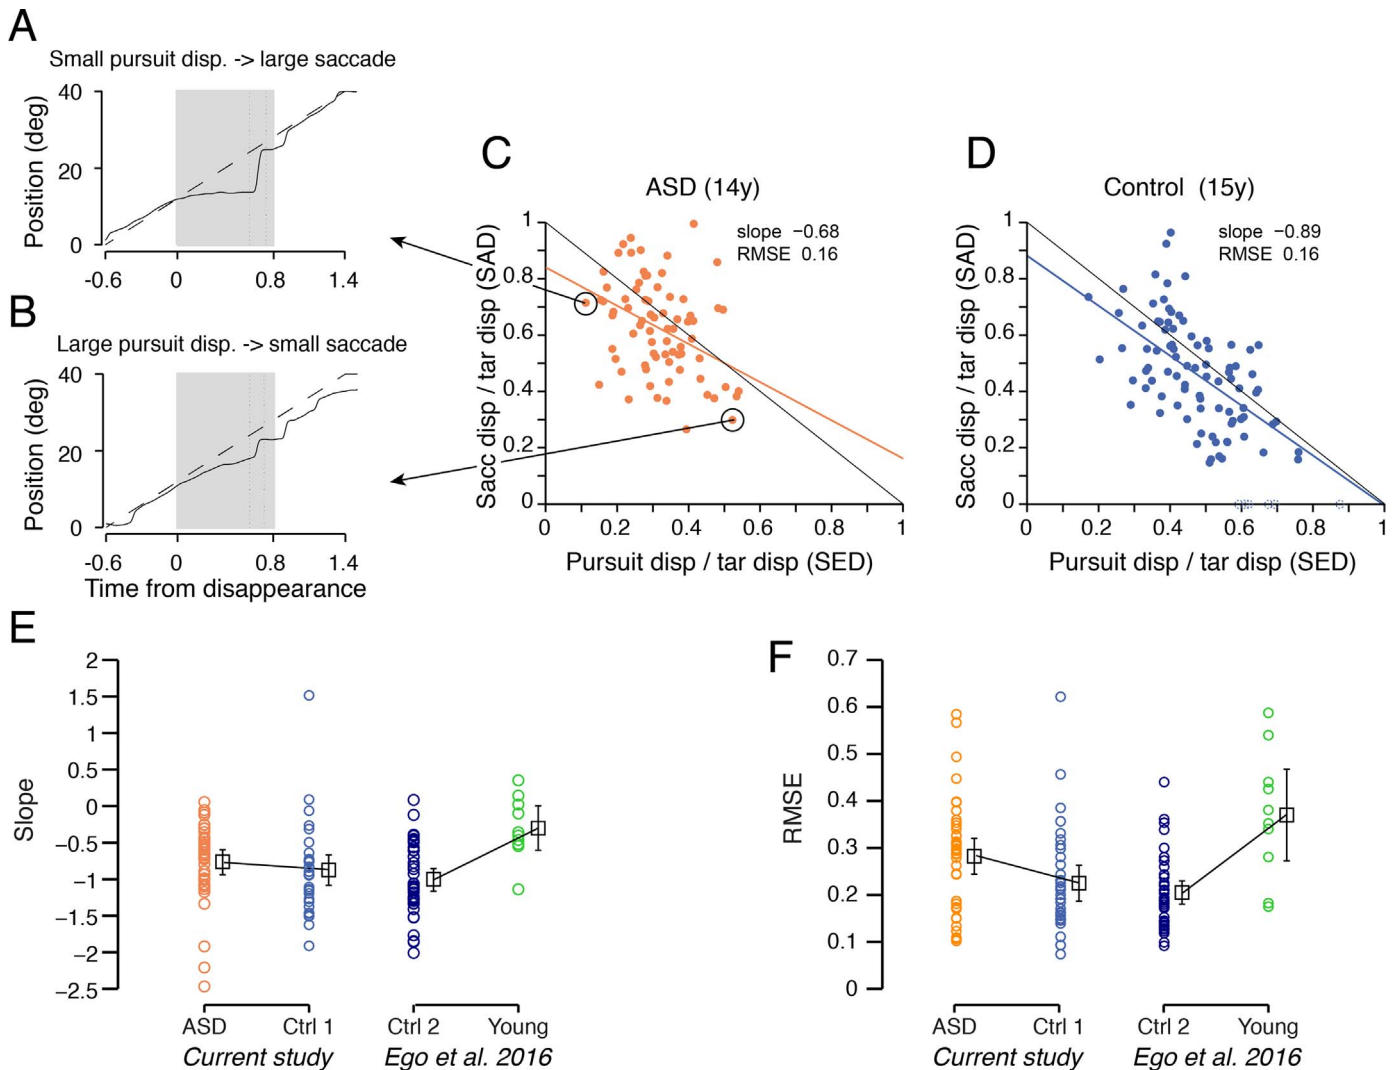 A
Small pursuit disp. -> large saccade
Position (deg)
40
20
0
-0.6 0 0.8 1.4
B
Large pursuit disp. -> small saccade
Position (deg)
40
20
0
-0.6 0 0.8 1.4
Time from disappearance
C
ASD (14y)
slope −0.68
RMSE 0.16
Sacc disp / tar disp (SAD)
1
0.8
0.6
0.4
0.2
0
0 0.2 0.4 0.6 0.8 1
Pursuit disp / tar disp (SED)
D
Control (15y)
slope −0.89
RMSE 0.16
Sacc disp / tar disp (SAD)
1
0.8
0.6
0.4
0.2
0
0 0.2 0.4 0.6 0.8 1
Pursuit disp / tar disp (SED)
E
Slope
2
1.5
1
0.5
0
−0.5
−1
−1.5
−2
−2.5
ASD Ctrl 1 Ctrl 2 Young
Current study Ego et al. 2016
F
RMSE
0.7
0.6
0.5
0.4
0.3
0.2
0.1
0
ASD Ctrl 1 Ctrl 2 Young
Current study Ego et al. 2016